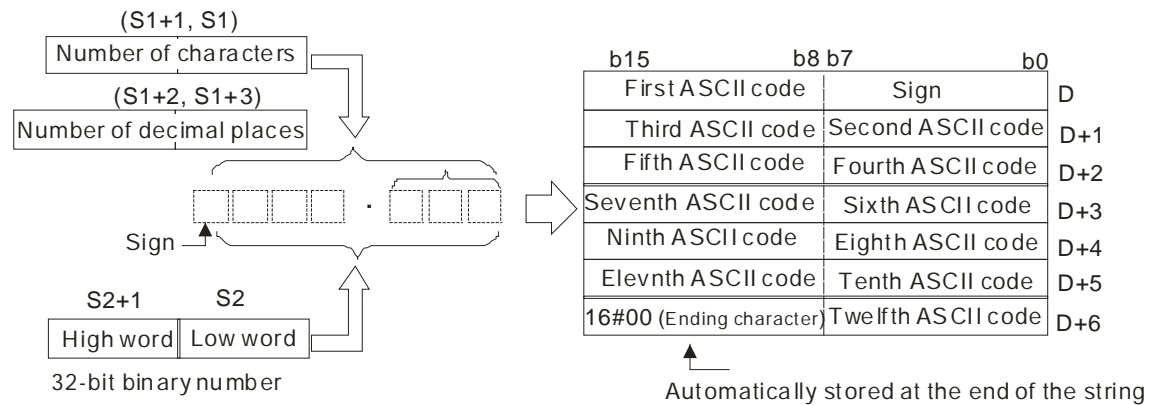 (S1+1, S1)
Number of characters
(S1+2, S1+3)
Number of decimal places
.
Sign
S2+1 S2
High word Low word
32-bit binary number
b15 b8 b7 b0
First ASCII code Sign D
Third ASCII code Second ASCII code D+1
Fifth ASCII code Fourth ASCII code D+2
Seventh ASCII code Sixth ASCII code D+3
Ninth ASCII code Eighth ASCII code D+4
Elevnth ASCII code Tenth ASCII code D+5
16#00 (Ending character) Twelfth ASCII code D+6
Automatically stored at the end of the string